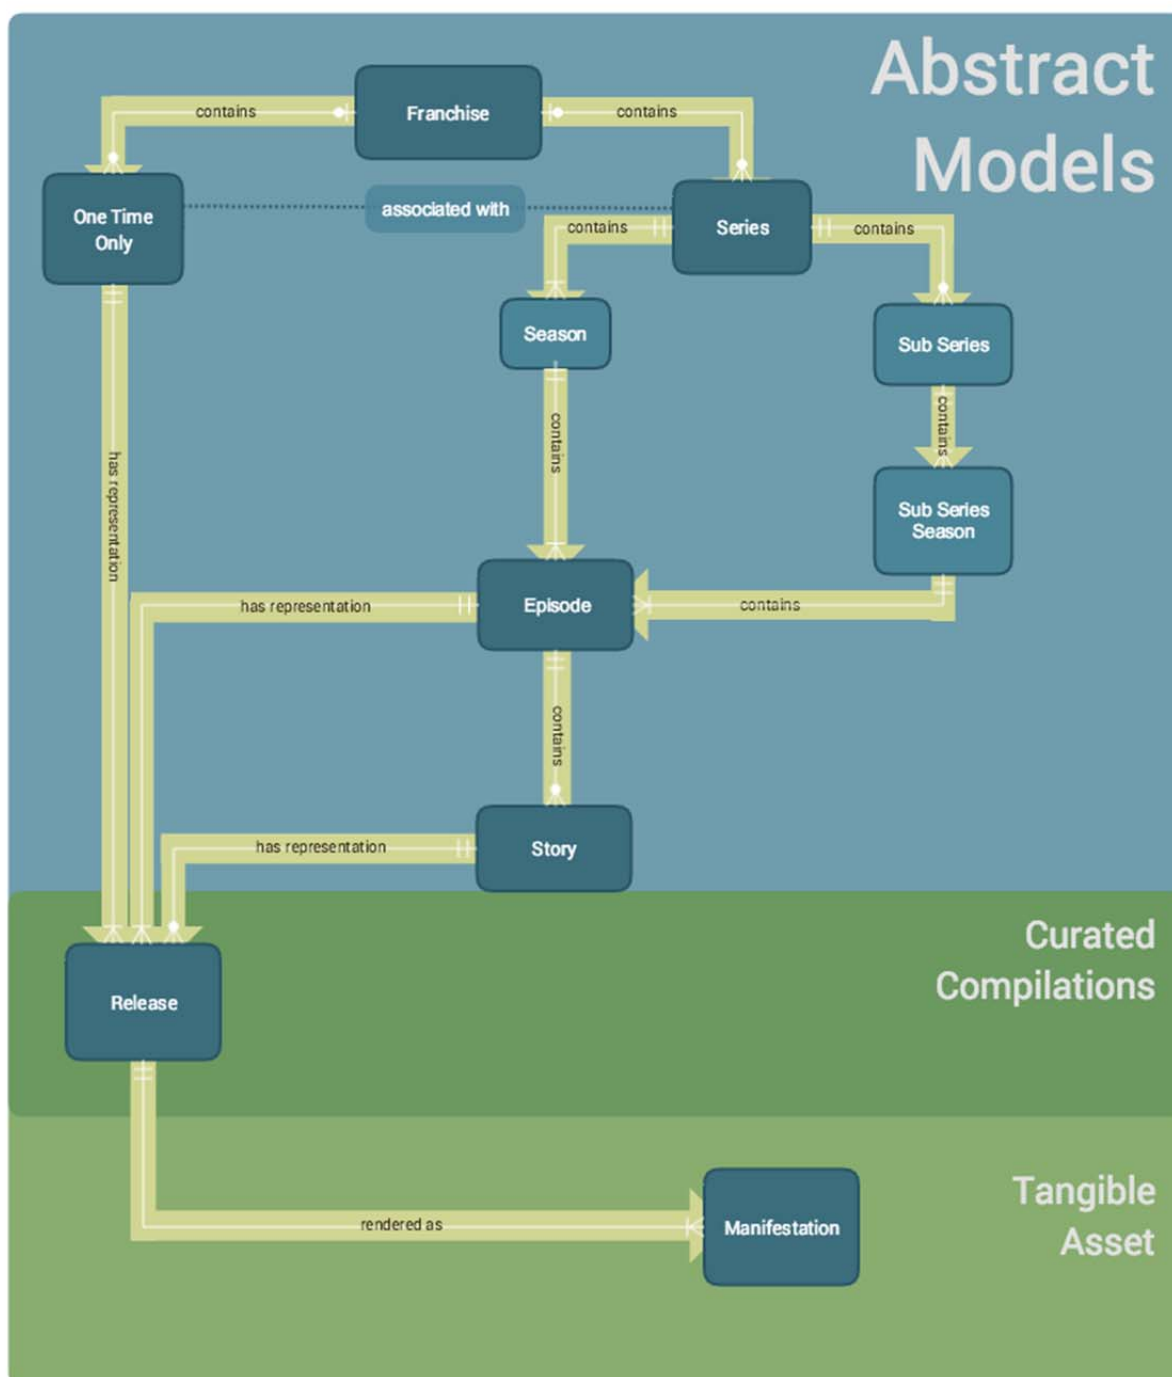 Abstract
Models
contains
Franchise
contains
One Time
Only
associated with
contains
Series
contains
Season
Sub Series
contains
contains
has representation
Sub Series
Season
has representation
Episode
contains
contains
has representation
Story
Curated
Compilations
Release
Tangible
Asset
rendered as
Manifestation